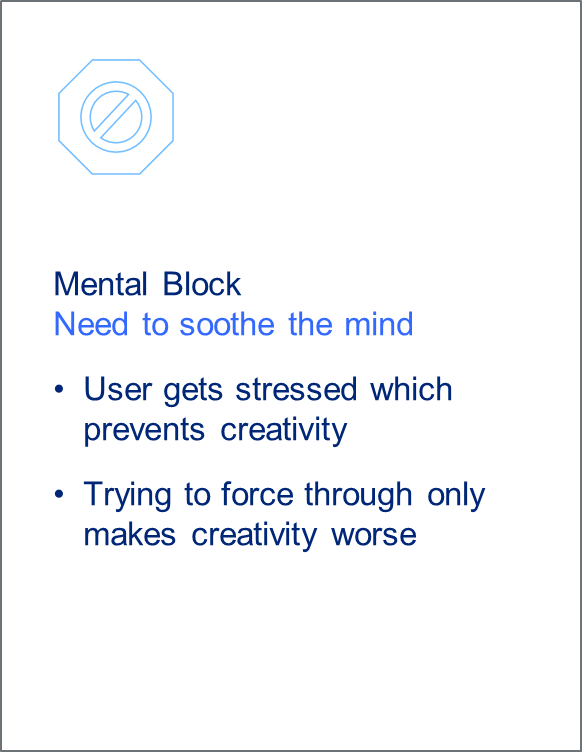 Mental Block
Need to soothe the mind
• User gets stressed which
prevents creativity
• Trying to force through only
makes creativity worse